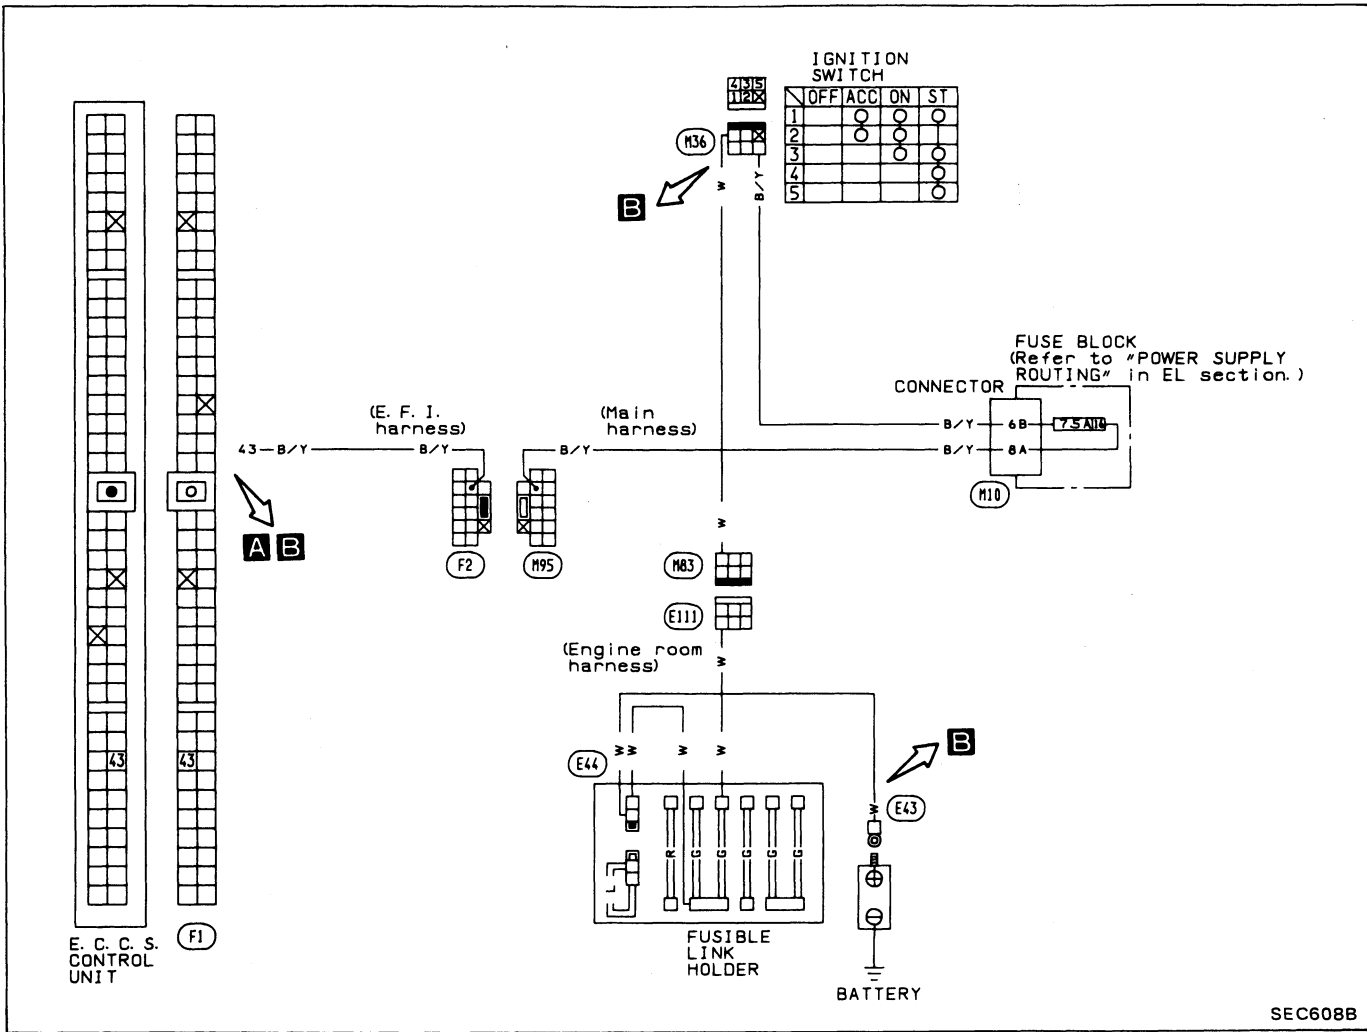 IGNITION
SWITCH
4 3 5
1 2
OFF ACC ON ST
1
2
3
4
5
M36
B
W
B/Y
FUSE BLOCK
(Refer to "POWER SUPPLY
ROUTING" in EL section.)
CONNECTOR
B/Y 6B 7.5A
B/Y 8A
M10
(E. F. I.
harness)
(Main
harness)
43 B/Y B/Y
B/Y
F2
M95
A B
W
M83
E111
(Engine room
harness)
W
43
43
W W W W
E44
B
W
E43
R G G G G G
L
FUSIBLE
LINK
HOLDER
BATTERY
E. C. C. S.
CONTROL
UNIT
F1
SEC608B